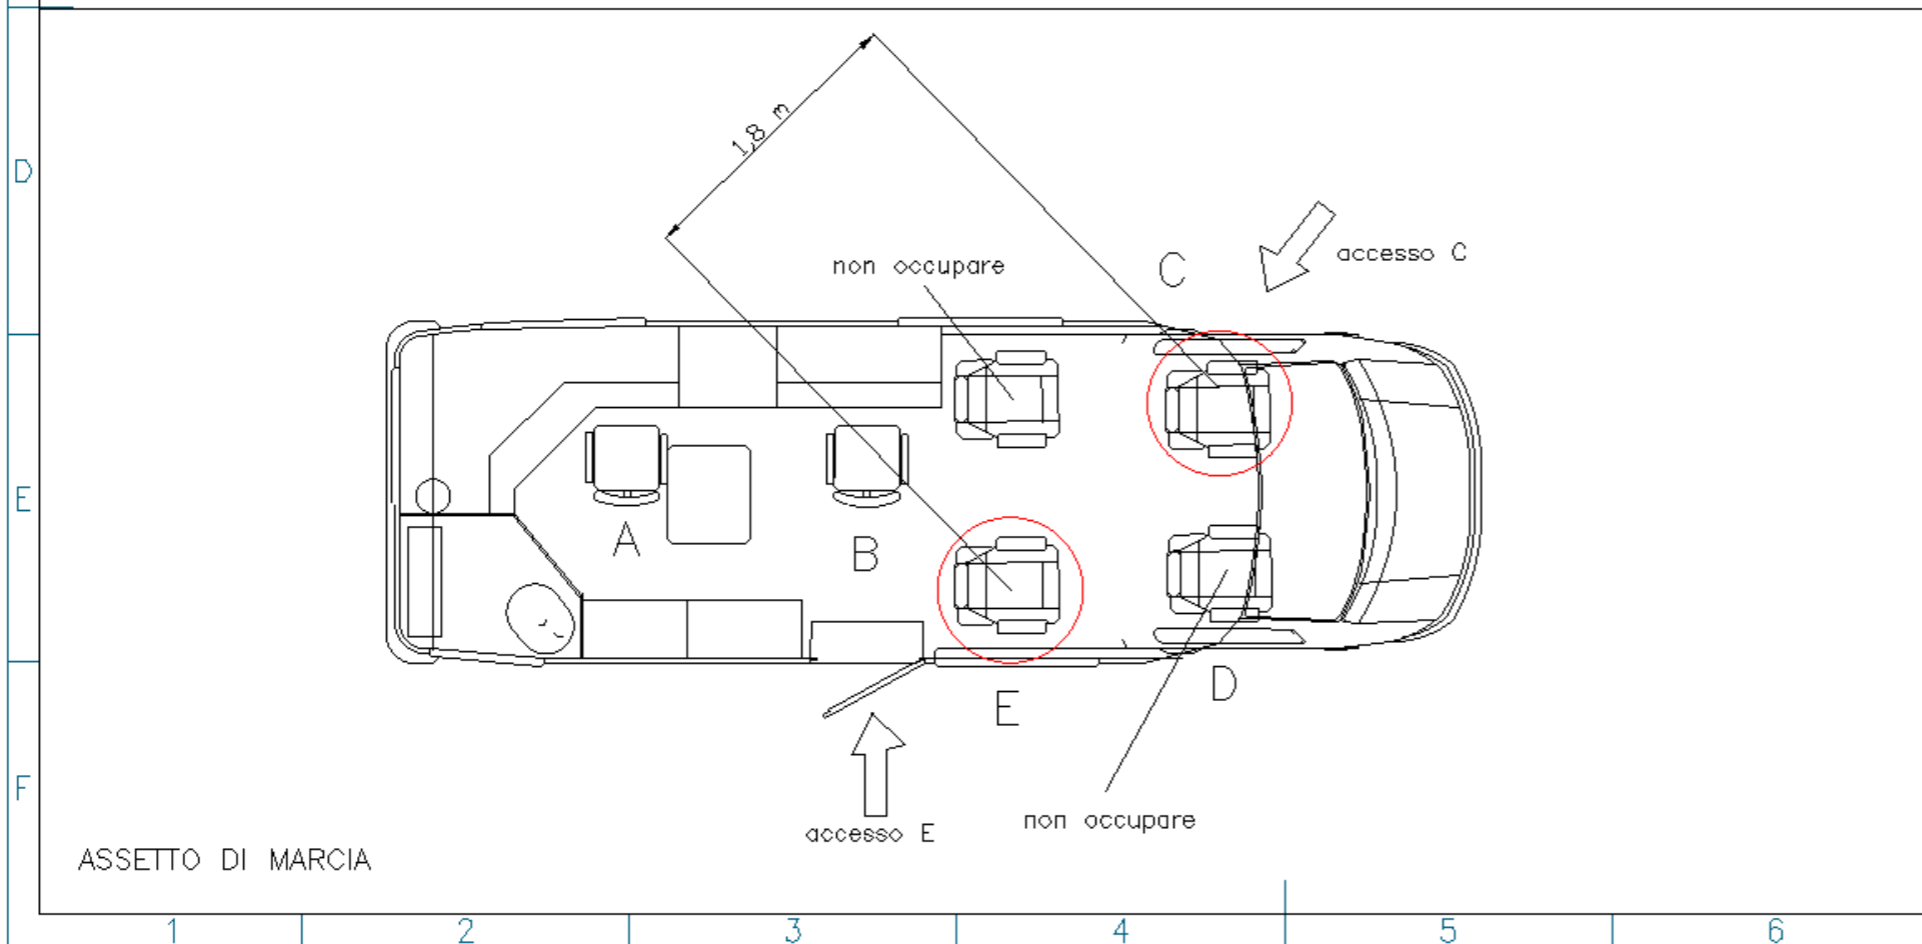 1,8 m
D
non occupare
C
accesso C
E
A
B
E
D
F
accesso E
non occupare
ASSETTO DI MARCIA
1
2
3
4
5
6